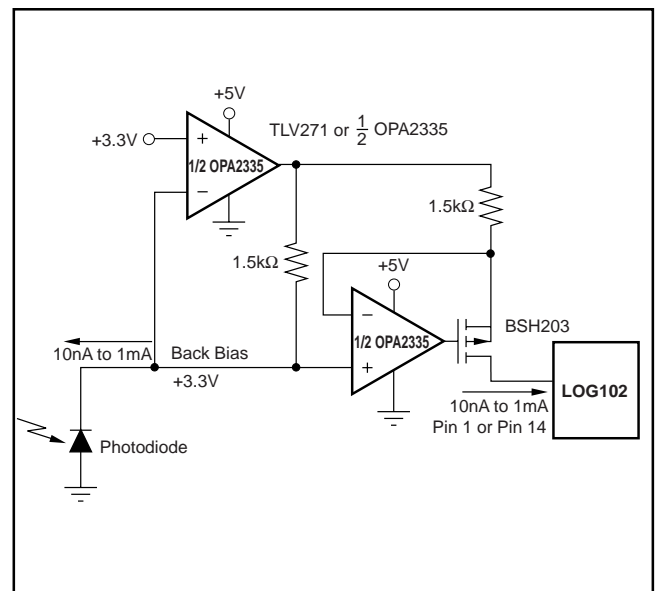 +5V
TLV271 or 1/2 OPA2335
+3.3V
+
1/2 OPA2335
−
1.5kΩ
1.5kΩ
+5V
−
BSH203
1/2 OPA2335
10nA to 1mA
Back Bias
+
+3.3V
LOG102
10nA to 1mA
Pin 1 or Pin 14
Photodiode